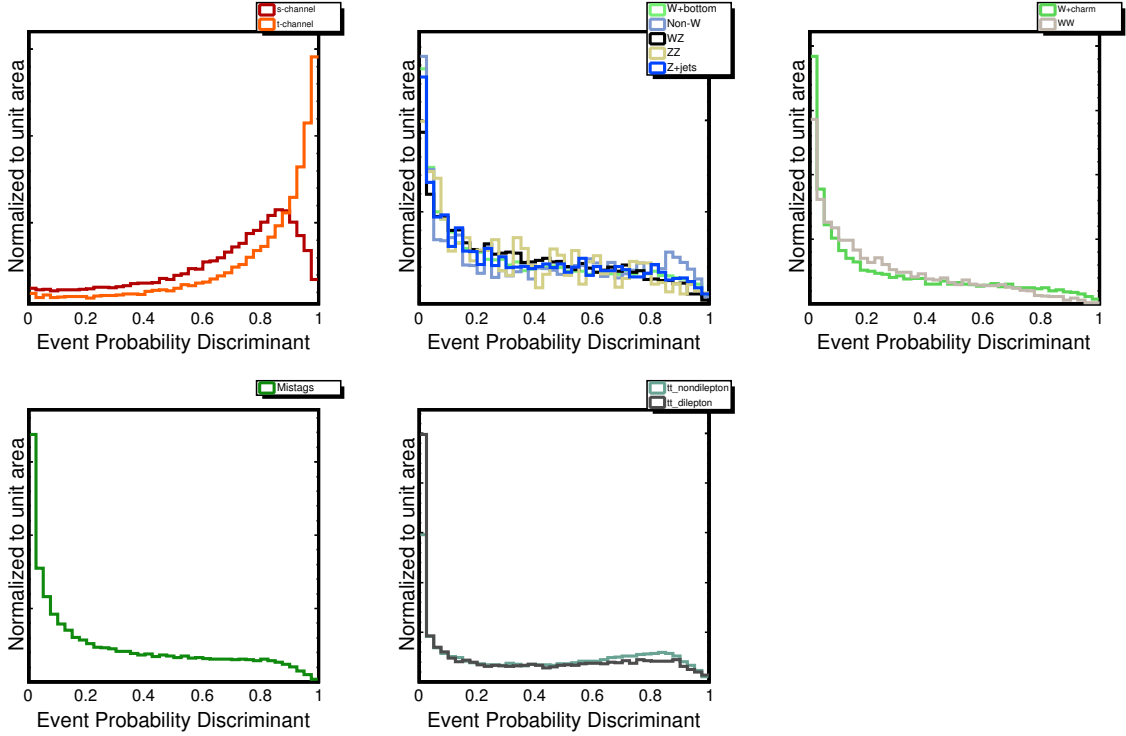 s-channel
t-channel
Normalized to unit area
0 0.2 0.4 0.6 0.8 1
Event Probability Discriminant
W+bottom
Non-W
WZ
ZZ
Z+jets
Normalized to unit area
0 0.2 0.4 0.6 0.8 1
Event Probability Discriminant
W+charm
WW
Normalized to unit area
0 0.2 0.4 0.6 0.8 1
Event Probability Discriminant
Mistags
Normalized to unit area
0 0.2 0.4 0.6 0.8 1
Event Probability Discriminant
tt_nondilepton
tt_dilepton
Normalized to unit area
0 0.2 0.4 0.6 0.8 1
Event Probability Discriminant